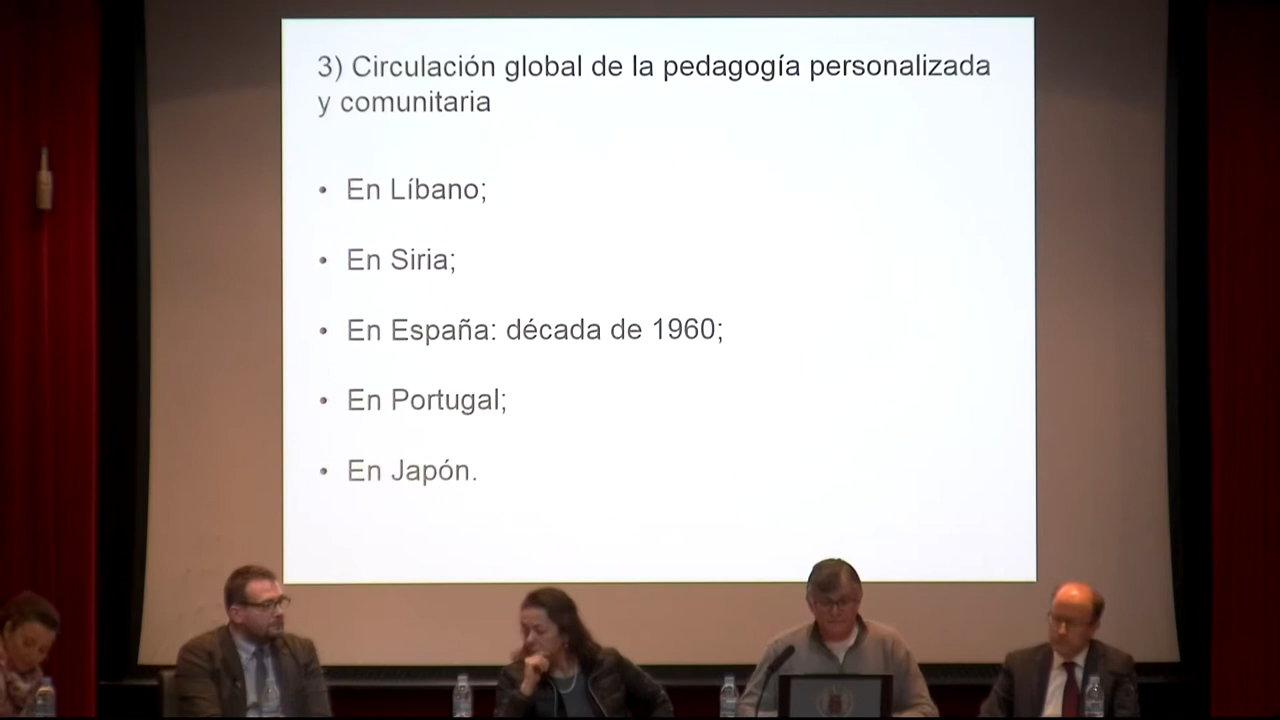 3) Circulación global de la pedagogía personalizada
y comunitaria
• En Líbano;
• En Siria;
• En España: década de 1960;
• En Portugal;
• En Japón.